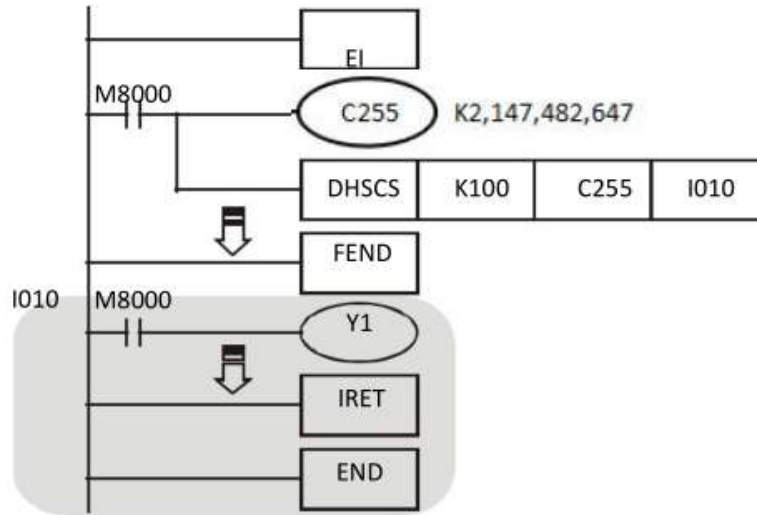 EI
M8000
C255 K2,147,482,647
DHSCS K100 C255 I010
FEND
I010 M8000
Y1
IRET
END